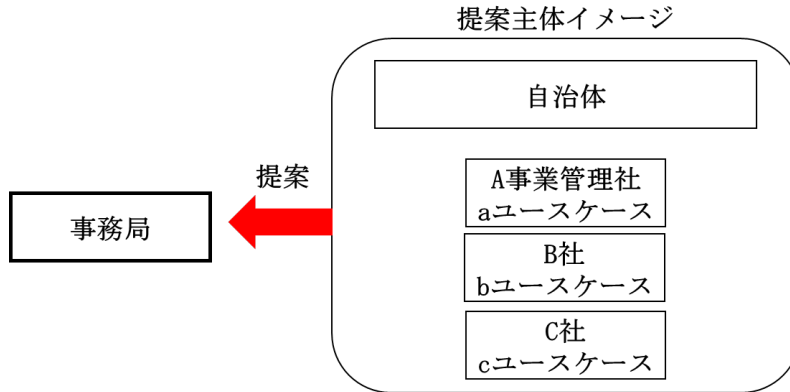 提案主体イメージ
自治体
提案
事務局
A事業管理社
aユースケース
B社
bユースケース
C社
cユースケース